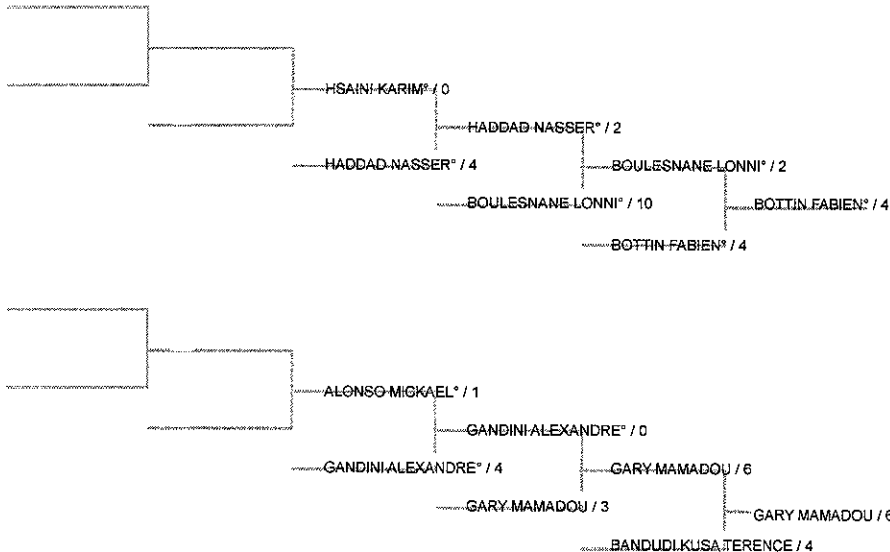 HSAINI KARIM° / 0
HADDAD NASSER° / 2
HADDAD NASSER° / 4
BOULESNANE LONNI° / 2
BOULESNANE LONNI° / 10
BOTTIN FABIEN° / 4
BOTTIN FABIEN° / 4
ALONSO MICKAEL° / 1
GANDINI ALEXANDRE° / 0
GANDINI ALEXANDRE° / 4
GARY MAMADOU / 6
GARY MAMADOU / 3
GARY MAMADOU / 6
BANDUDI KUSA TERENCE / 4